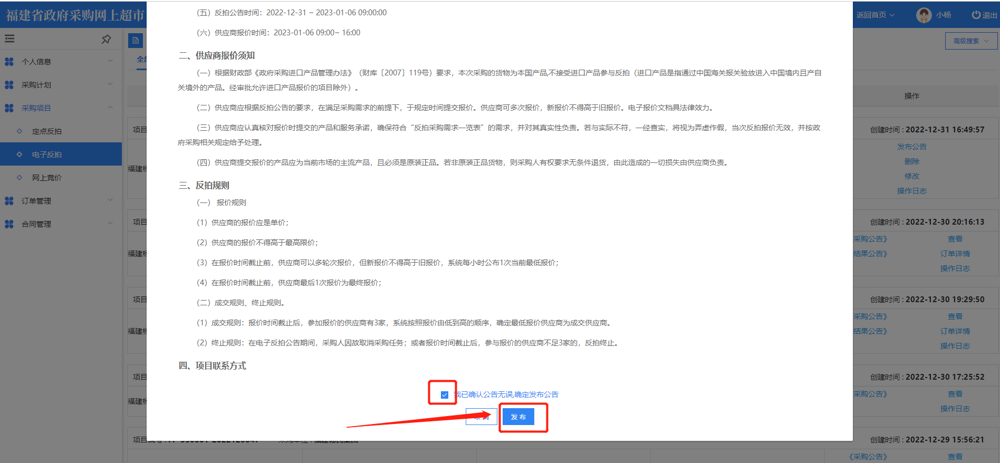 福建省政府采购网上超市
返回首页
小杨
退出
个人信息
采购计划
采购项目
定点反拍
电子反拍
网上竞价
订单管理
合同管理
高级搜索
操作
(五) 反拍公告时间：2022-12-31 ~ 2023-01-06 09:00:00
(六) 供应商报价时间：2023-01-06 09:00~ 16:00
二、供应商报价须知
(一) 根据财政部《政府采购进口产品管理办法》（财库〔2007〕119号）要求，本次采购的货物为本国产品,不接受进口产品参与反拍（进口产品是指通过中国海关报关验放进入中国境内且产自
关境外的产品。经审批允许进口产品报价的项目除外）。
(二) 供应商应根据反拍公告的要求，在满足采购需求的前提下，于规定时间提交报价。供应商可多次报价，新报价不得高于旧报价。电子报价文档具法律效力。
(三) 供应商应认真核对报价时提交的产品和服务承诺，确保符合“反拍采购需求一览表”的需求，并对其真实性负责。若与实际不符，一经查实，将视为弄虚作假，当次反拍报价无效，并按政
府采购相关规定给予处理。
(四) 供应商提交报价的产品应为当前市场的主流产品，且必须是原装正品。若非原装正品货物，则采购人有权要求无条件退货，由此造成的一切损失由供应商负责。
三、反拍规则
(一) 报价规则
(1) 供应商的报价应是单价；
(2) 供应商的报价不得高于最高限价；
(3) 在报价时间截止前，供应商可以多轮次报价，但新报价不得高于旧报价，系统每小时公布1次当前最低报价；
(4) 在报价时间截止前，供应商最后1次报价为最终报价；
(二) 成交规则、终止规则。
(1) 成交规则：报价时间截止后，参加报价的供应商有3家，系统按照报价由低到高的顺序，确定最低报价供应商为成交供应商。
(2) 终止规则：在电子反拍公告期间，采购人因故取消采购任务；或者报价时间截止后，参与报价的供应商不足3家的，反拍终止。
四、项目联系方式
我已确认公告无误,确定发布公告
发 布
项目
创建时间 : 2022-12-31 16:49:57
福建
发布公告
删除
修改
操作日志
项目
创建时间 : 2022-12-30 20:16:13
福建
采购公告》
查看
结果公告》
订单详情
操作日志
项目
创建时间 : 2022-12-30 19:29:50
福建
采购公告》
查看
结果公告》
订单详情
操作日志
项目
创建时间 : 2022-12-30 17:25:52
福建
采购公告》
查看
操作日志
项目
创建时间 : 2022-12-29 15:56:21
《采购公告》
查看